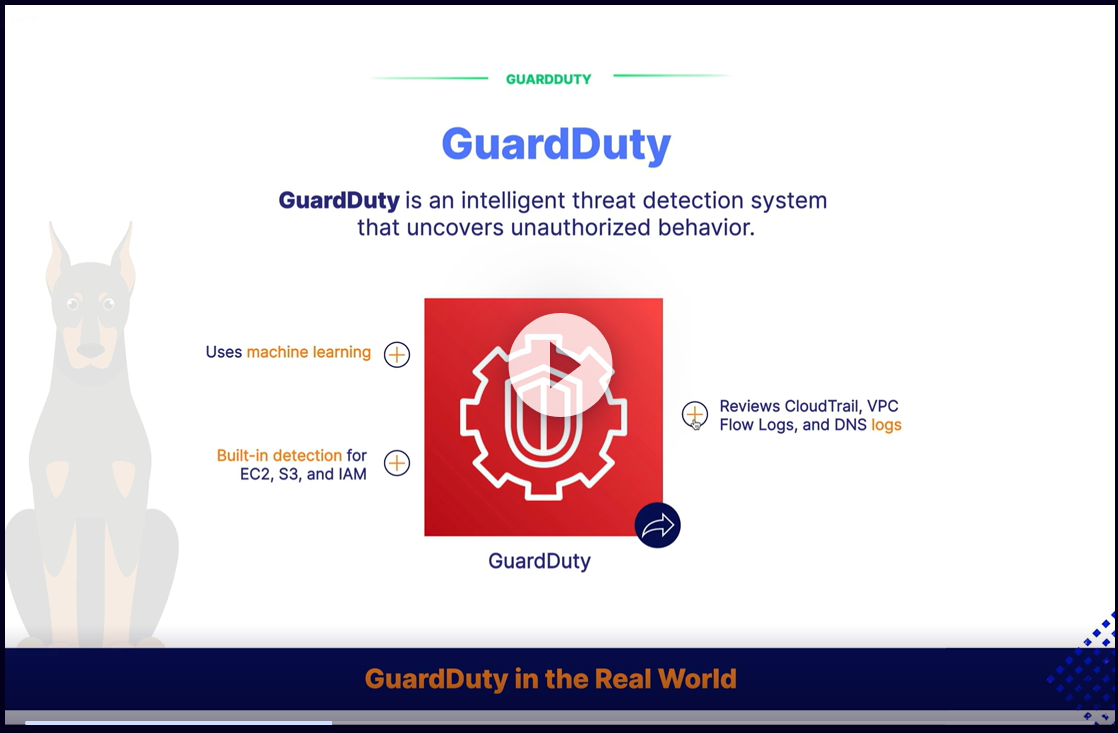 GUARDDUTY
GuardDuty
GuardDuty is an intelligent threat detection system
that uncovers unauthorized behavior.
Uses machine learning
Built-in detection for
EC2, S3, and IAM
Reviews CloudTrail, VPC
Flow Logs, and DNS logs
GuardDuty
GuardDuty in the Real World